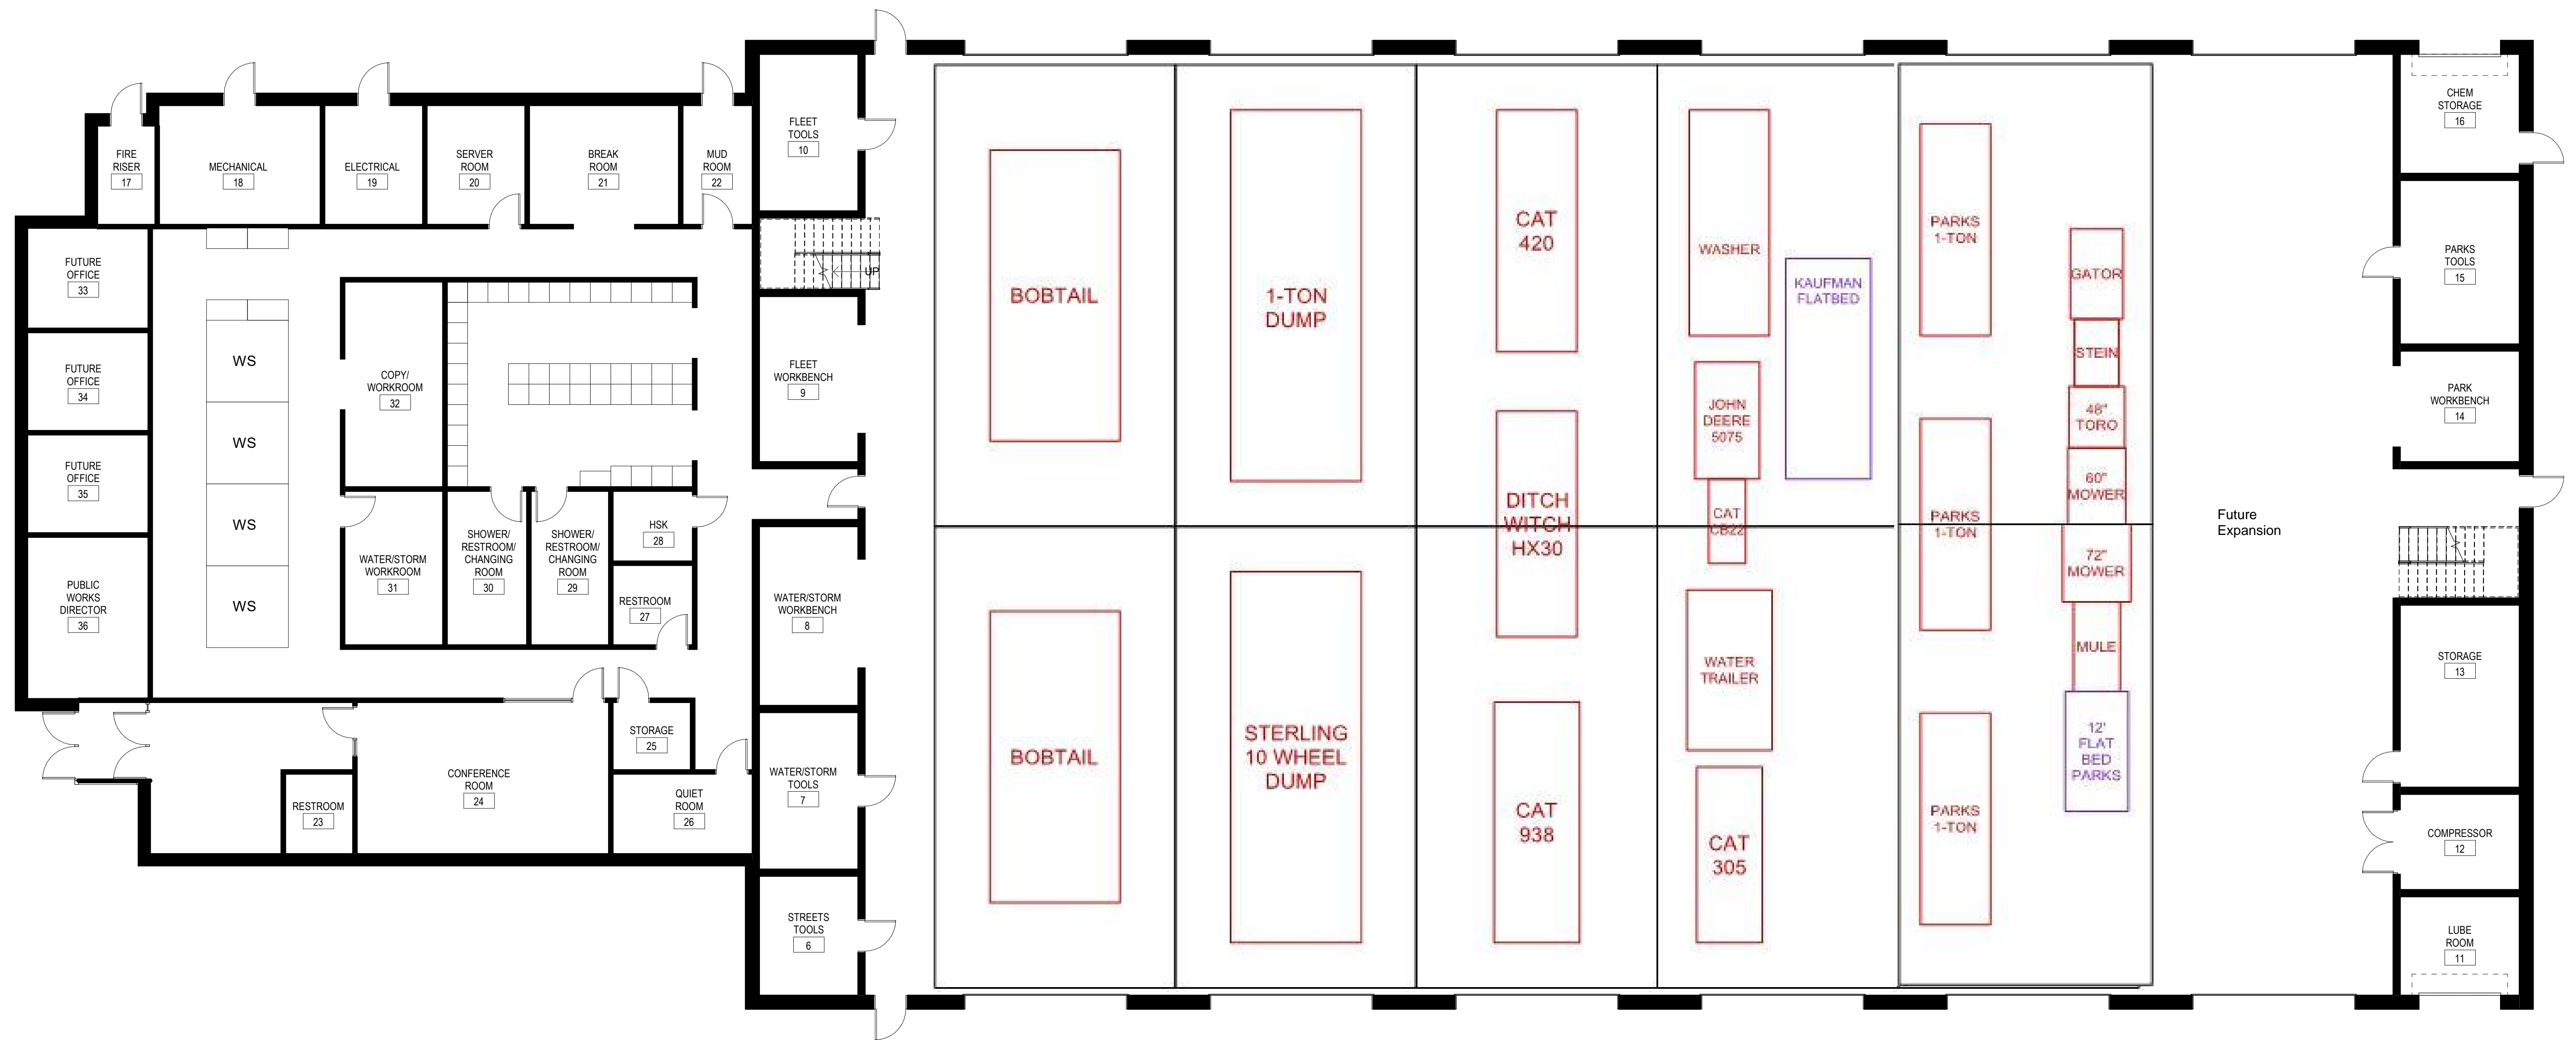 FIRE
RISER
17
MECHANICAL
18
ELECTRICAL
19
SERVER
ROOM
20
BREAK
ROOM
21
MUD
ROOM
22
FLEET
TOOLS
10
UP
FUTURE
OFFICE
33
FUTURE
OFFICE
34
FUTURE
OFFICE
35
PUBLIC
WORKS
DIRECTOR
36
WS
WS
WS
WS
COPY/
WORKROOM
32
WATER/STORM
WORKROOM
31
SHOWER/
RESTROOM/
CHANGING
ROOM
30
SHOWER/
RESTROOM/
CHANGING
ROOM
29
HSK
28
RESTROOM
27
FLEET
WORKBENCH
9
WATER/STORM
WORKBENCH
8
STORAGE
25
QUIET
ROOM
26
CONFERENCE
ROOM
24
RESTROOM
23
WATER/STORM
TOOLS
7
STREETS
TOOLS
6
BOBTAIL
BOBTAIL
1-TON
DUMP
STERLING
10 WHEEL
DUMP
CAT
420
DITCH
WITCH
HX30
CAT
938
WASHER
KAUFMAN
FLATBED
JOHN
DEERE
5075
CAT
CB22
WATER
TRAILER
CAT
305
PARKS
1-TON
PARKS
1-TON
PARKS
1-TON
GATOR
STEIN
48"
TORO
60"
MOWER
72"
MOWER
MULE
12'
FLAT
BED
PARKS
Future
Expansion
CHEM
STORAGE
16
PARKS
TOOLS
15
PARK
WORKBENCH
14
STORAGE
13
COMPRESSOR
12
LUBE
ROOM
11